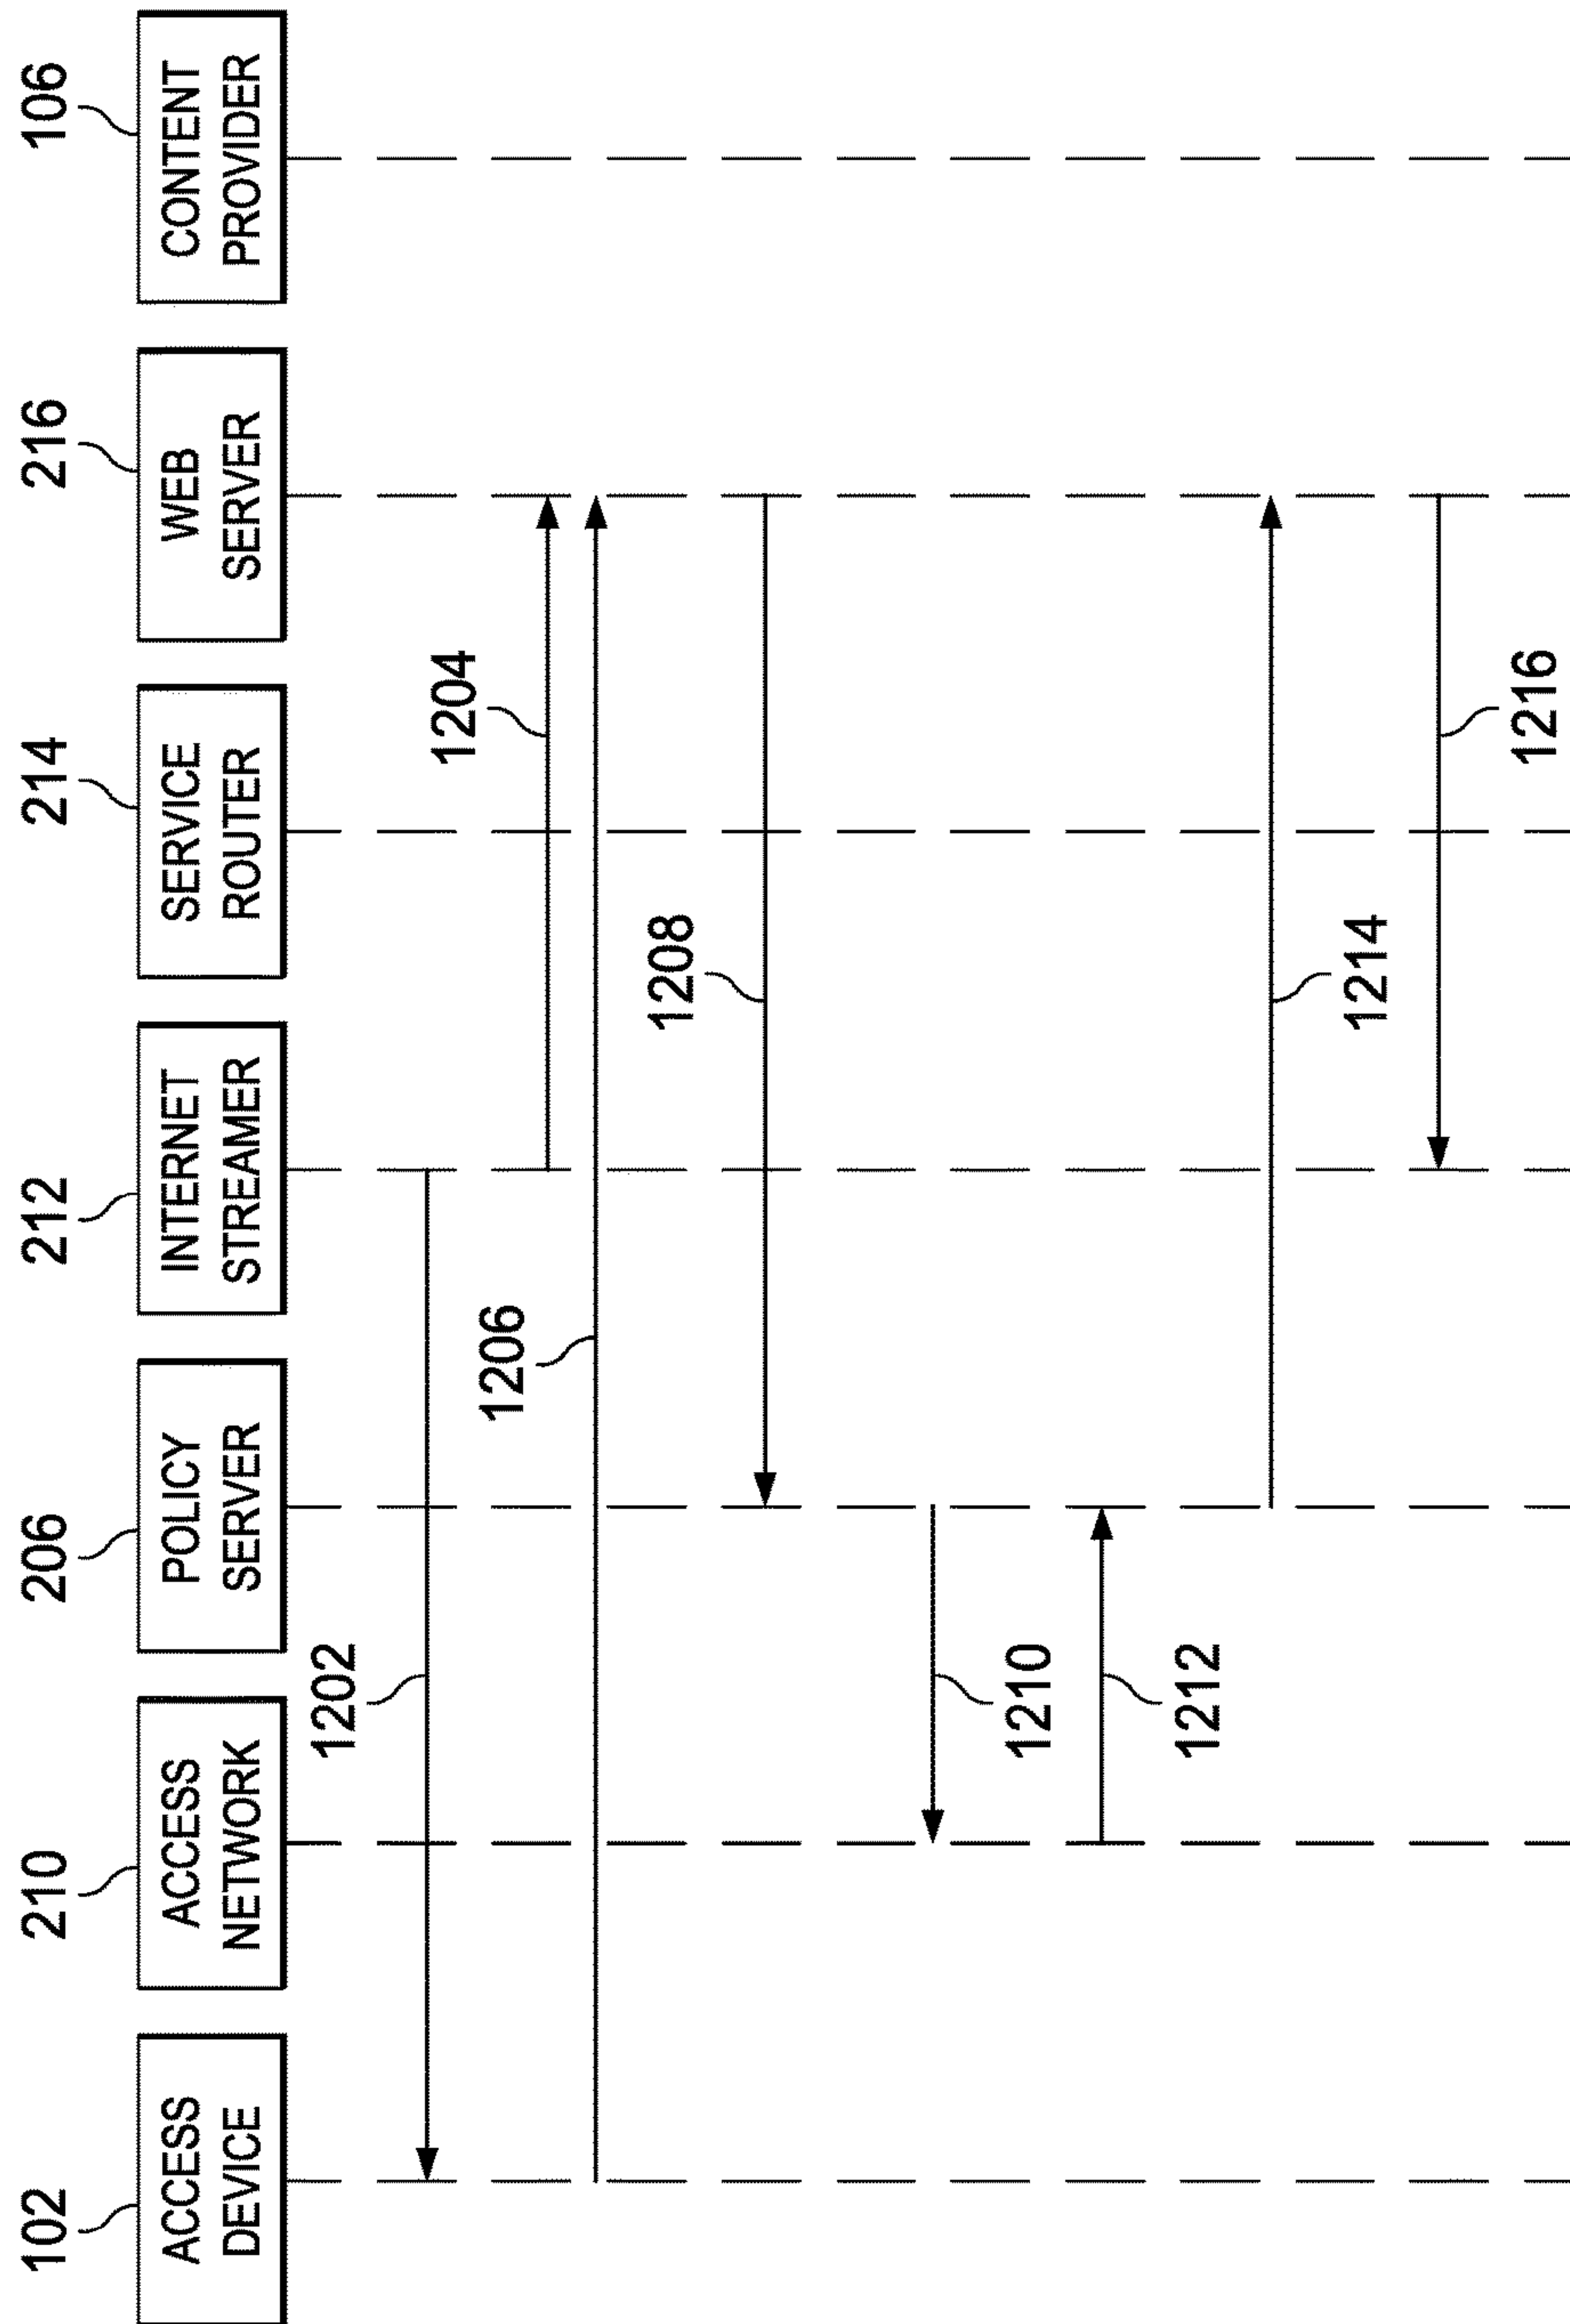 102
210
206
212
214
216
106
ACCESS
DEVICE
ACCESS
NETWORK
POLICY
SERVER
INTERNET
STREAMER
SERVICE
ROUTER
WEB
SERVER
CONTENT
PROVIDER
1202
1204
1206
1208
1210
1212
1214
1216